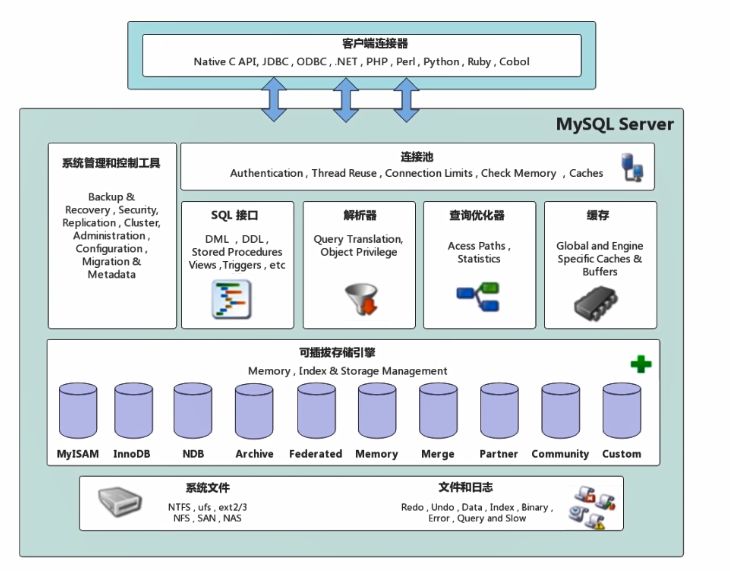 客户端连接器
Native C API, JDBC , ODBC , .NET , PHP , Perl , Python , Ruby , Cobol
MySQL Server
系统管理和控制工具
Backup &
Recovery , Security,
Replication , Cluster,
Administration ,
Configuration ,
Migration &
Metadata
连接池
Authentication , Thread Reuse , Connection Limits , Check Memory , Caches
SQL 接口
DML , DDL ,
Stored Procedures
Views ,Triggers , etc
解析器
Query Translation,
Object Privilege
查询优化器
Acess Paths ,
Statistics
缓存
Global and Engine
Specific Caches &
Buffers
可插拔存储引擎
Memory , Index & Storage Management
MyISAM
InnoDB
NDB
Archive
Federated
Memory
Merge
Partner
Community
Custom
系统文件
NTFS , ufs , ext2/3
NFS , SAN , NAS
文件和日志
Redo , Undo , Data , Index , Binary ,
Error , Query and Slow